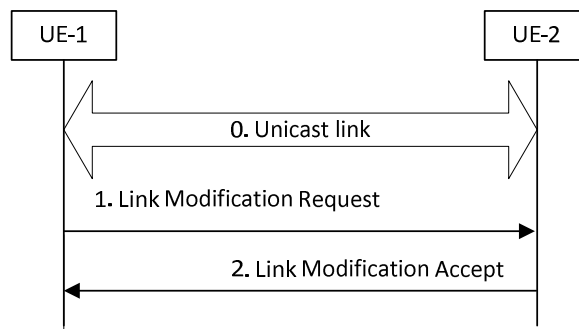 UE-1
UE-2
0. Unicast link
1. Link Modification Request
2. Link Modification Accept